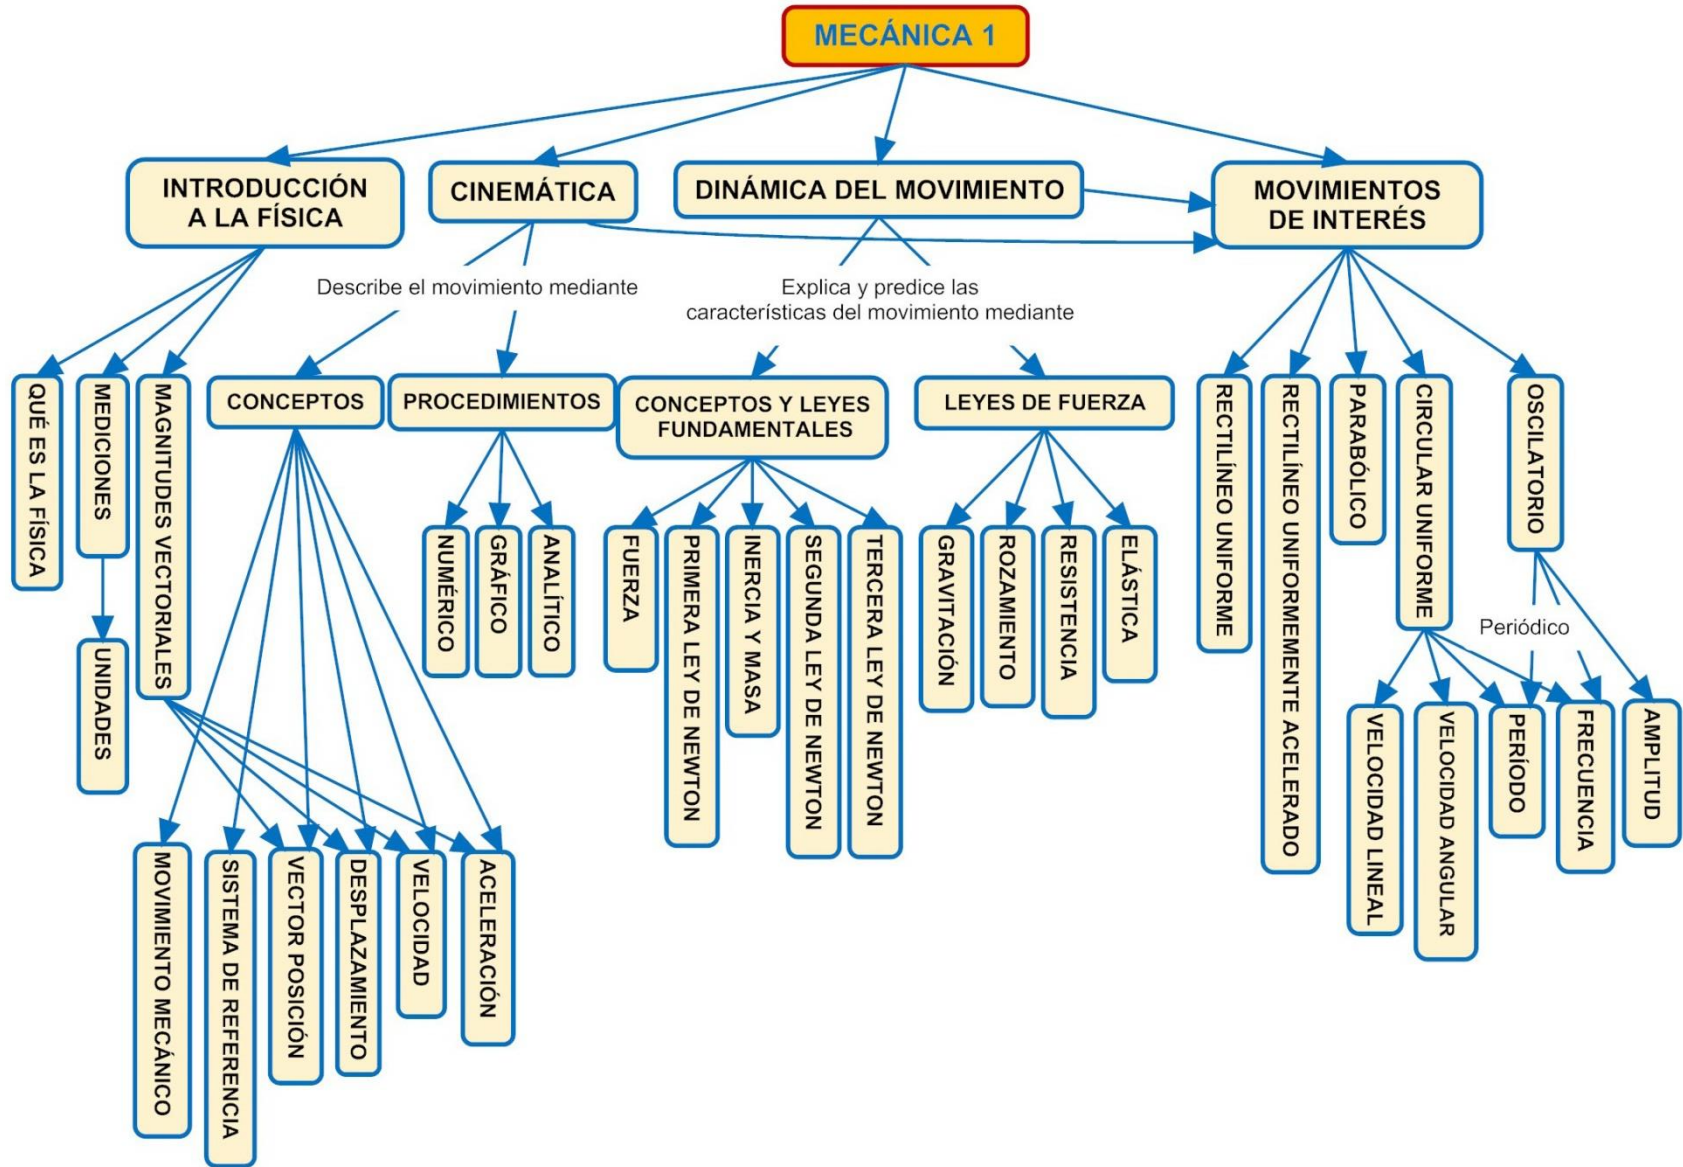 MECÁNICA 1
INTRODUCCIÓN
A LA FÍSICA
CINEMÁTICA
DINÁMICA DEL MOVIMIENTO
MOVIMIENTOS
DE INTERÉS
Describe el movimiento mediante
Explica y predice las
características del movimiento mediante
QUÉ ES LA FÍSICA
MEDICIONES
MAGNITUDES VECTORIALES
CONCEPTOS
PROCEDIMIENTOS
CONCEPTOS Y LEYES
FUNDAMENTALES
LEYES DE FUERZA
RECTILÍNEO UNIFORME
RECTILÍNEO UNIFORMEMENTE ACELERADO
PARABÓLICO
CIRCULAR UNIFORME
OSCILATORIO
NUMÉRICO
GRÁFICO
ANALÍTICO
FUERZA
PRIMERA LEY DE NEWTON
INERCIA Y MASA
SEGUNDA LEY DE NEWTON
TERCERA LEY DE NEWTON
GRAVITACIÓN
ROZAMIENTO
RESISTENCIA
ELÁSTICA
Periódico
UNIDADES
VELOCIDAD LINEAL
VELOCIDAD ANGULAR
PERÍODO
FRECUENCIA
AMPLITUD
MOVIMIENTO MECÁNICO
SISTEMA DE REFERENCIA
VECTOR POSICIÓN
DESPLAZAMIENTO
VELOCIDAD
ACELERACIÓN